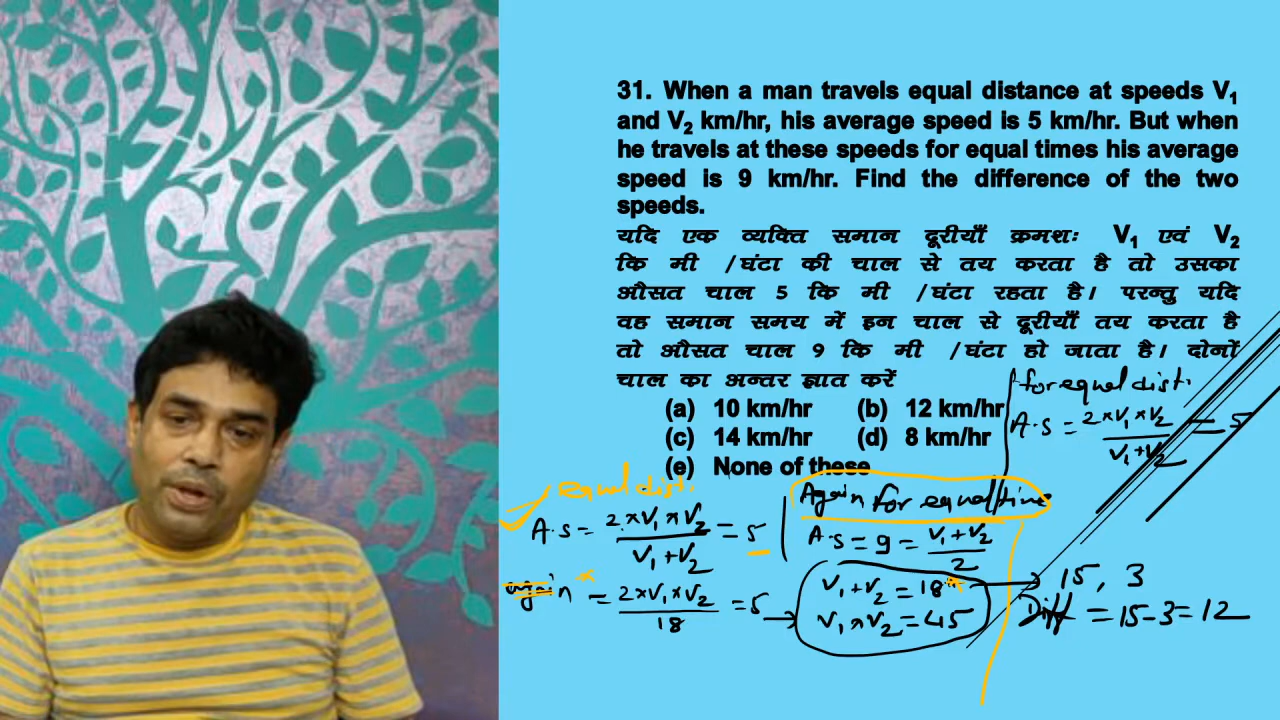 31. When a man travels equal distance at speeds V₁
and V₂ km/hr, his average speed is 5 km/hr. But when
he travels at these speeds for equal times his average
speed is 9 km/hr. Find the difference of the two
speeds.
यदि एक व्यक्ति समान दूरीयाँ क्रमशः V₁ एवं V₂
कि मी /घंटा की चाल से तय करता है तो उसका
औसत चाल 5 कि मी /घंटा रहता है। परन्तु यदि
वह समान समय में इन चाल से दूरीयाँ तय करता है
तो औसत चाल 9 कि मी /घंटा हो जाता है। दोनों
चाल का अन्तर ज्ञात करें
(a) 10 km/hr (b) 12 km/hr
(c) 14 km/hr (d) 8 km/hr
(e) None of these
for equal dist.
A.S = 2×V₁×V₂ / V₁+V₂ = 5
equal dist.
A.S = 2×V₁×V₂ / V₁+V₂ = 5
again = 2×V₁×V₂ / 18 = 5
Again for equal time
A.S = 9 = V₁+V₂ / 2
V₁+V₂ = 18
V₁×V₂ = 45
15, 3
Diff = 15-3=12